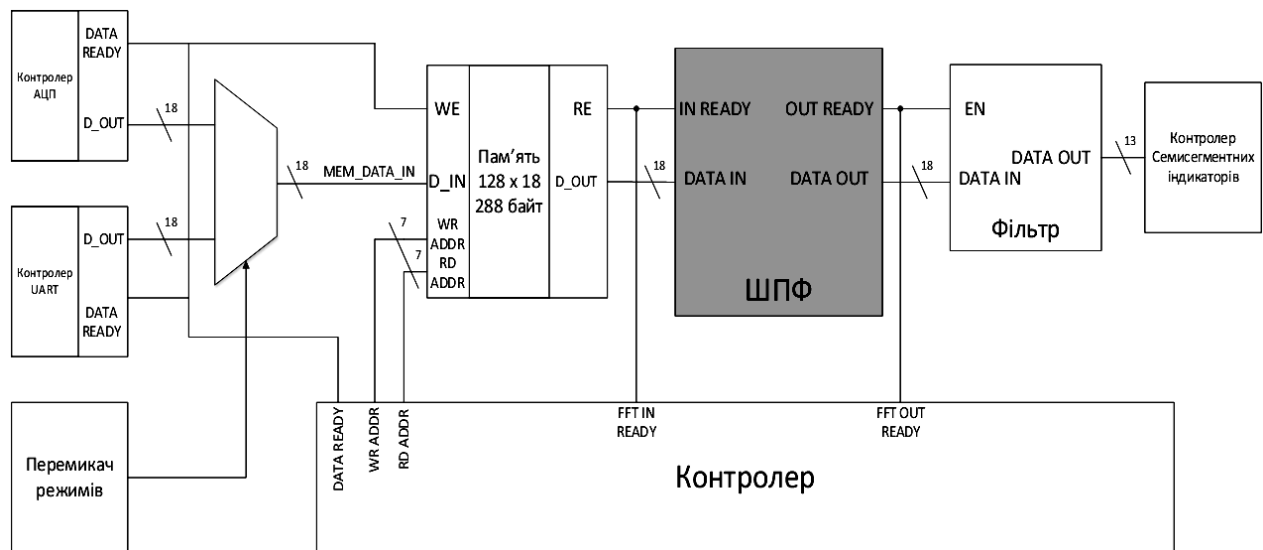 DATA
READY
Контролер
АЦП
D_OUT
18
18
MEM_DATA_IN
D_OUT
18
Контролер
UART
DATA
READY
WE
D_IN
WR
ADDR
RD
ADDR
7
7
Пам’ять
128 x 18
288 байт
RE
D_OUT
18
IN READY
DATA IN
OUT READY
DATA OUT
ШПФ
18
EN
DATA OUT
DATA IN
Фільтр
13
Контролер
Семисегментних
індикаторів
Перемикач
режимів
DATA READY
WR ADDR
RD ADDR
FFT IN
READY
FFT OUT
READY
Контролер